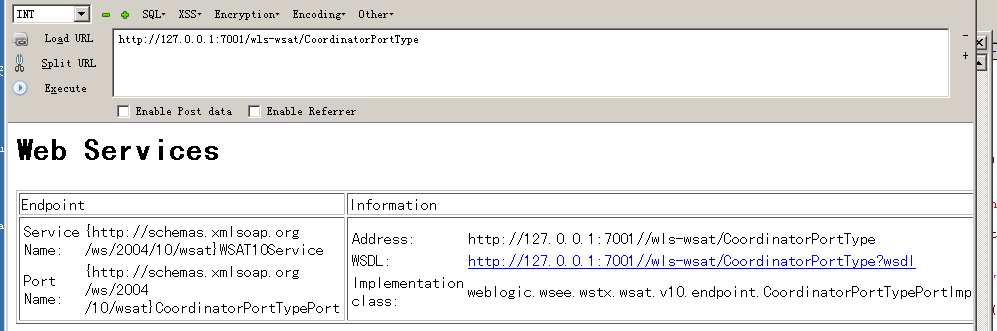 INT SQL▾ XSS▾ Encryption▾ Encoding▾ Other▾
Load URL
http://127.0.0.1:7001/wls-wsat/CoordinatorPortType
Split URL
Execute
Enable Post data Enable Referrer
Web Services
Endpoint
Information
Service Name:
{http://schemas.xmlsoap.org
/ws/2004/10/wsat}WSAT10Service
Port Name:
{http://schemas.xmlsoap.org
/ws/2004
/10/wsat}CoordinatorPortTypePort
Address: http://127.0.0.1:7001//wls-wsat/CoordinatorPortType
WSDL: http://127.0.0.1:7001//wls-wsat/CoordinatorPortType?wsdl
Implementation class:
weblogic.wsee.wstx.wsat.v10.endpoint.CoordinatorPortTypePortImp